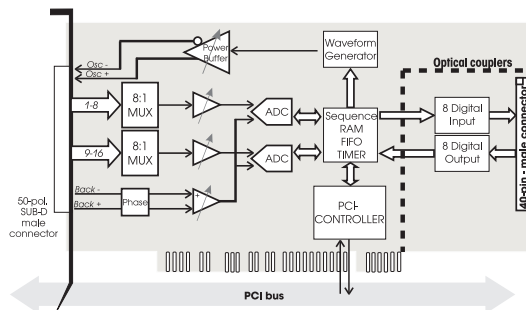 Osc -
Osc +
Power
Buffer
Waveform
Generator
Optical couplers
1-8
8:1
MUX
ADC
Sequence
RAM
FIFO
TIMER
8 Digital
Input
9-16
8:1
MUX
ADC
8 Digital
Output
40-pin - male connector
Back -
Back +
Phase
+
-
PCI-
CONTROLLER
50-pol.
SUB-D
male
connector
PCI bus